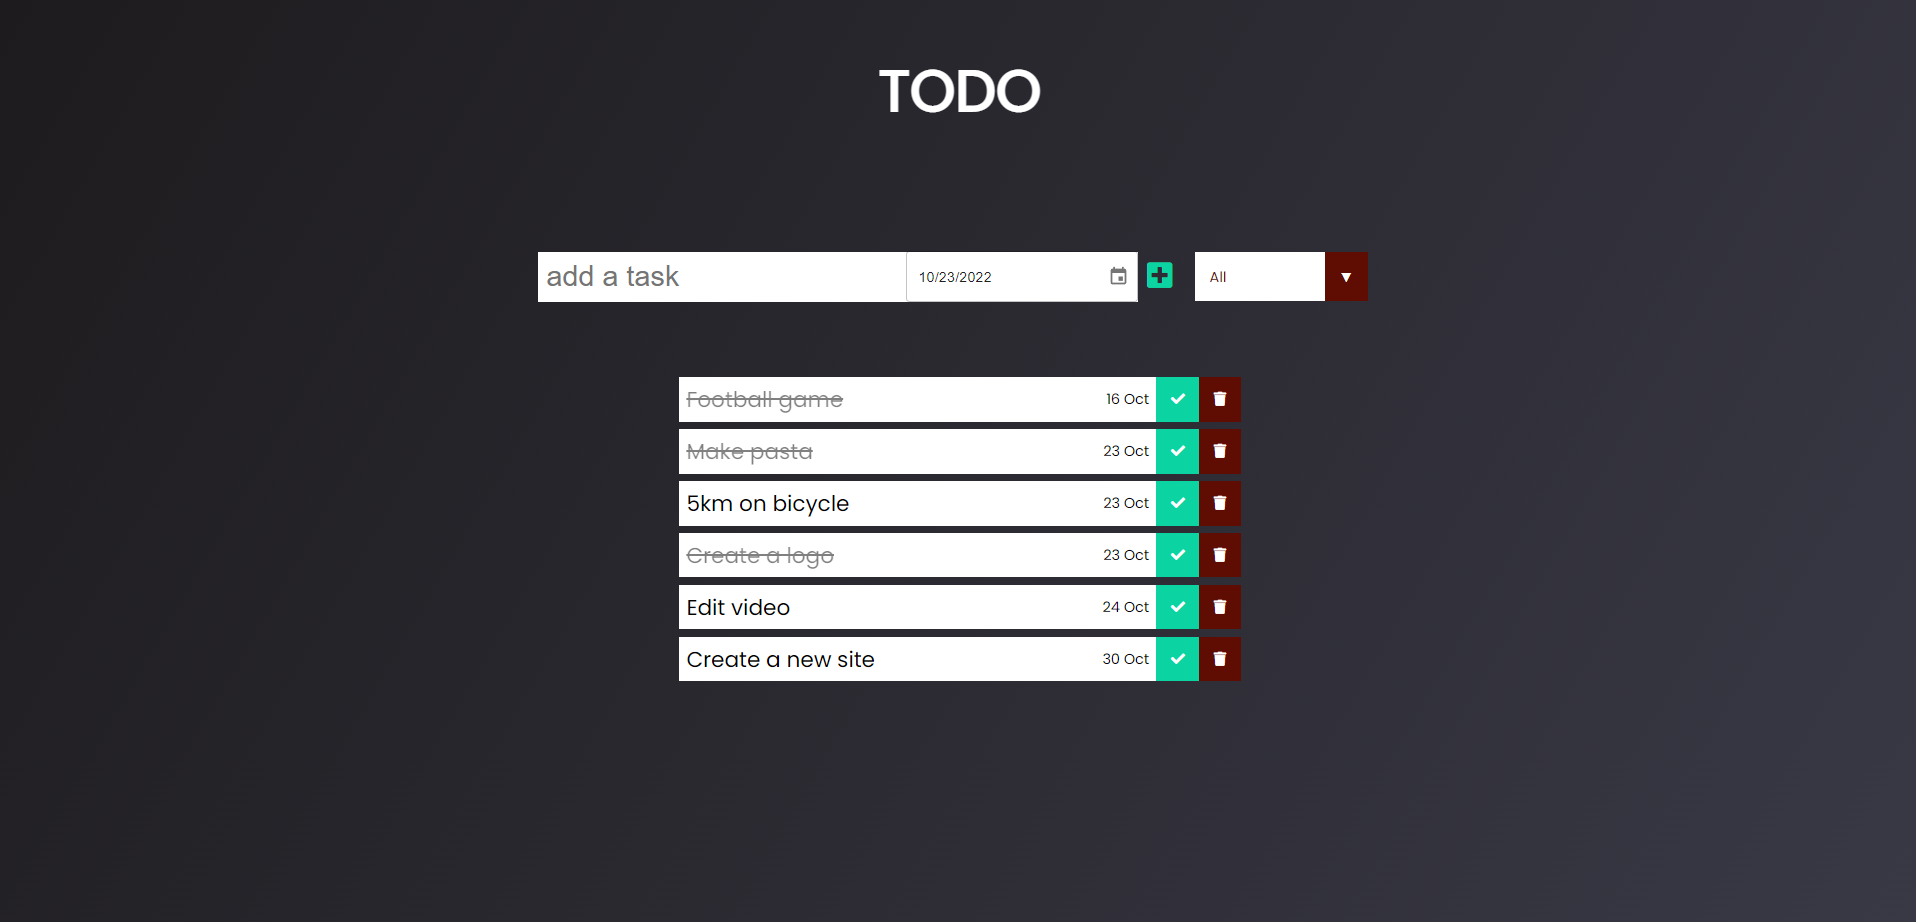 TODO
add a task 10/23/2022 All
Football game 16 Oct
Make pasta 23 Oct
5km on bicycle 23 Oct
Create a logo 23 Oct
Edit video 24 Oct
Create a new site 30 Oct